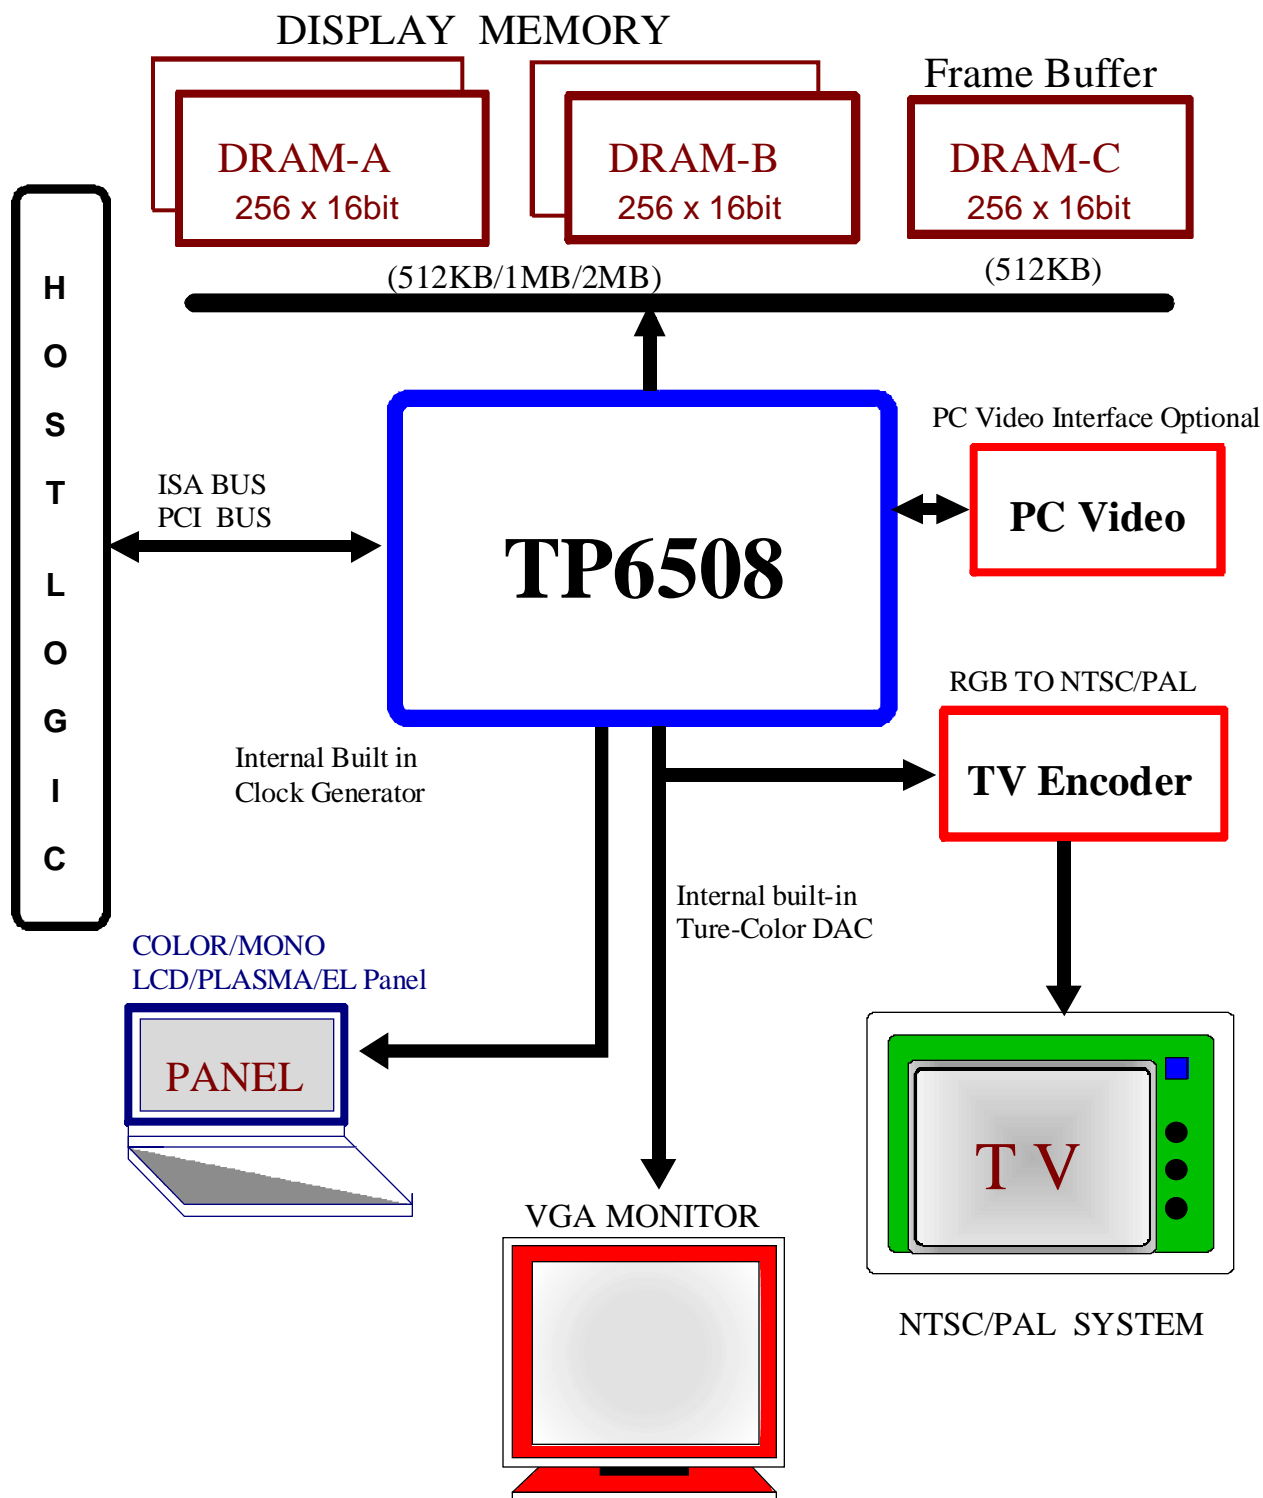 DISPLAY MEMORY
Frame Buffer
DRAM-A
256 x 16bit
DRAM-B
256 x 16bit
DRAM-C
256 x 16bit
(512KB/1MB/2MB)
(512KB)
HOST LOGIC
ISA BUS
PCI BUS
TP6508
PC Video Interface Optional
PC Video
RGB TO NTSC/PAL
TV Encoder
Internal Built in
Clock Generator
Internal built-in
Ture-Color DAC
COLOR/MONO
LCD/PLASMA/EL Panel
PANEL
TV
VGA MONITOR
NTSC/PAL SYSTEM